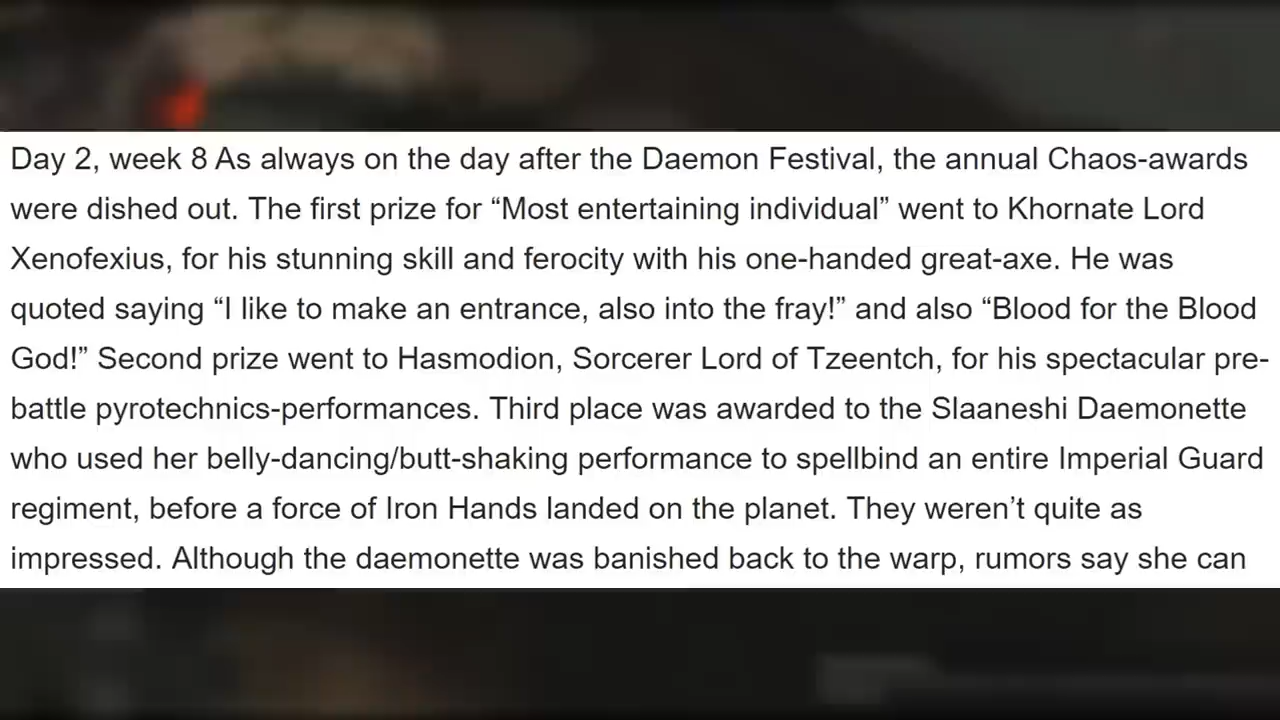 Day 2, week 8 As always on the day after the Daemon Festival, the annual Chaos-awards
were dished out. The first prize for “Most entertaining individual” went to Khornate Lord
Xenofexius, for his stunning skill and ferocity with his one-handed great-axe. He was
quoted saying “I like to make an entrance, also into the fray!” and also “Blood for the Blood
God!” Second prize went to Hasmodion, Sorcerer Lord of Tzeentch, for his spectacular pre-
battle pyrotechnics-performances. Third place was awarded to the Slaaneshi Daemonette
who used her belly-dancing/butt-shaking performance to spellbind an entire Imperial Guard
regiment, before a force of Iron Hands landed on the planet. They weren’t quite as
impressed. Although the daemonette was banished back to the warp, rumors say she can